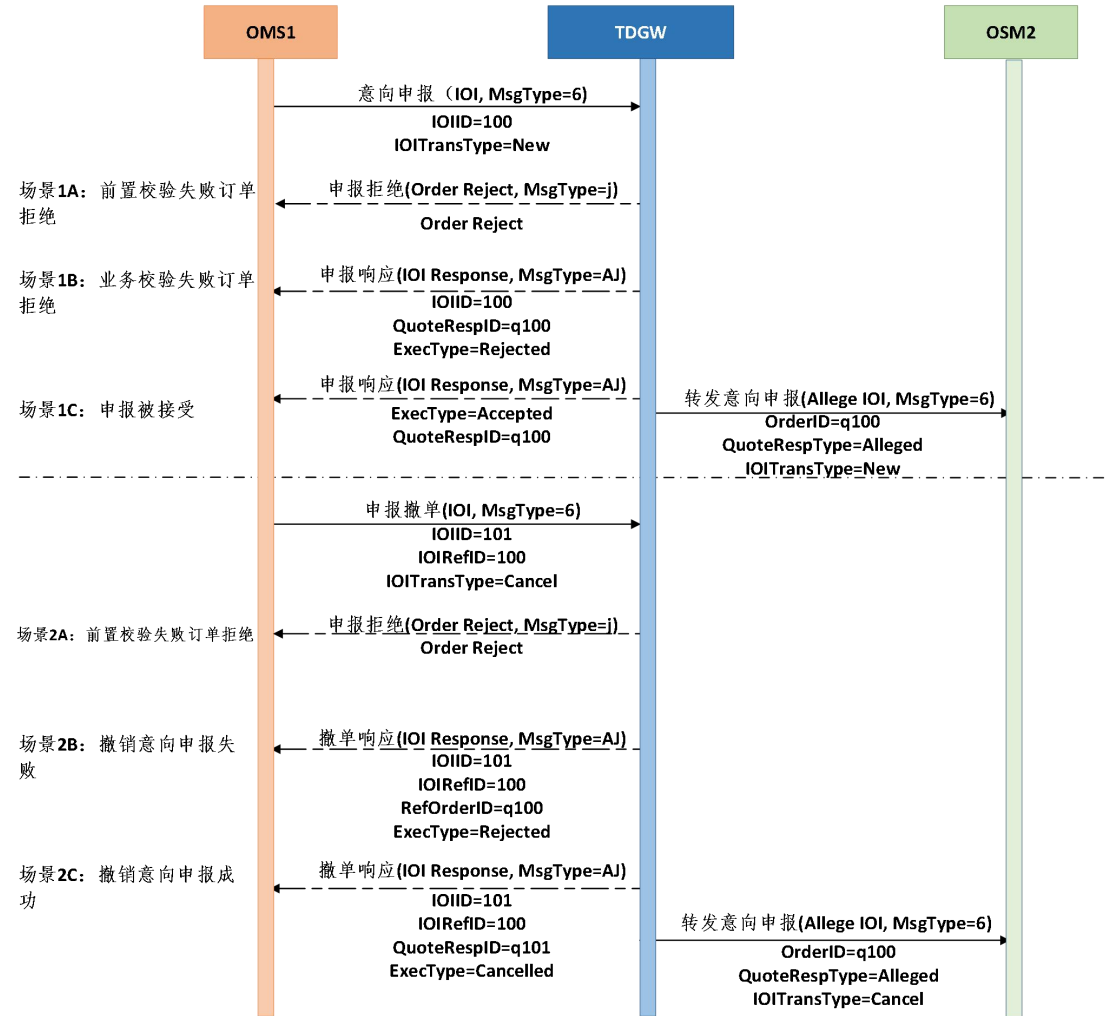 OMS1
TDGW
OSM2
意向申报（IOI, MsgType=6)
IOIID=100
IOITransType=New
场景1A：前置校验失败订单
拒绝
申报拒绝(Order Reject, MsgType=j)
Order Reject
场景1B：业务校验失败订单
拒绝
申报响应(IOI Response, MsgType=AJ)
IOIID=100
QuoteRespID=q100
ExecType=Rejected
场景1C：申报被接受
申报响应(IOI Response, MsgType=AJ)
ExecType=Accepted
QuoteRespID=q100
转发意向申报(Allege IOI, MsgType=6)
OrderID=q100
QuoteRespType=Alleged
IOITransType=New
申报撤单(IOI, MsgType=6)
IOIID=101
IOIRefID=100
IOITransType=Cancel
场景2A：前置校验失败订单拒绝
申报拒绝(Order Reject, MsgType=j)
Order Reject
场景2B：撤销意向申报失
败
撤单响应(IOI Response, MsgType=AJ)
IOIID=101
IOIRefID=100
RefOrderID=q100
ExecType=Rejected
场景2C：撤销意向申报成
功
撤单响应(IOI Response, MsgType=AJ)
IOIID=101
IOIRefID=100
QuoteRespID=q101
ExecType=Cancelled
转发意向申报(Allege IOI, MsgType=6)
OrderID=q100
QuoteRespType=Alleged
IOITransType=Cancel